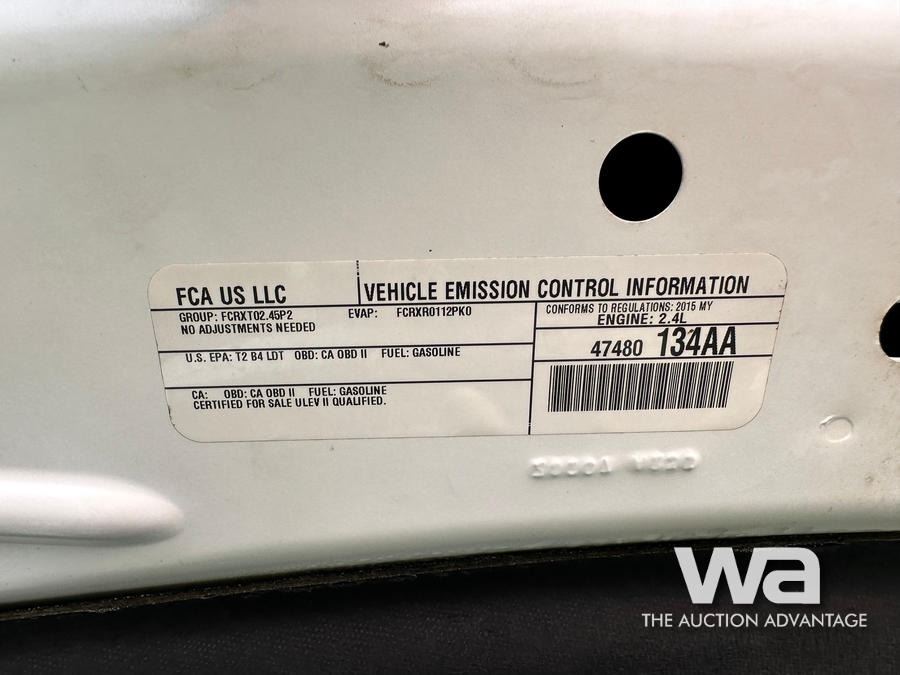 FCA US LLC
VEHICLE EMISSION CONTROL INFORMATION
GROUP: FCRXT02.45P2 EVAP: FCRXR0112PK0
NO ADJUSTMENTS NEEDED
CONFORMS TO REGULATIONS: 2015 MY
ENGINE: 2.4L
U.S. EPA: T2 B4 LDT OBD: CA OBD II FUEL: GASOLINE
47480 134AA
CA: OBD: CA OBD II FUEL: GASOLINE
CERTIFIED FOR SALE ULEV II QUALIFIED.
wa
THE AUCTION ADVANTAGE